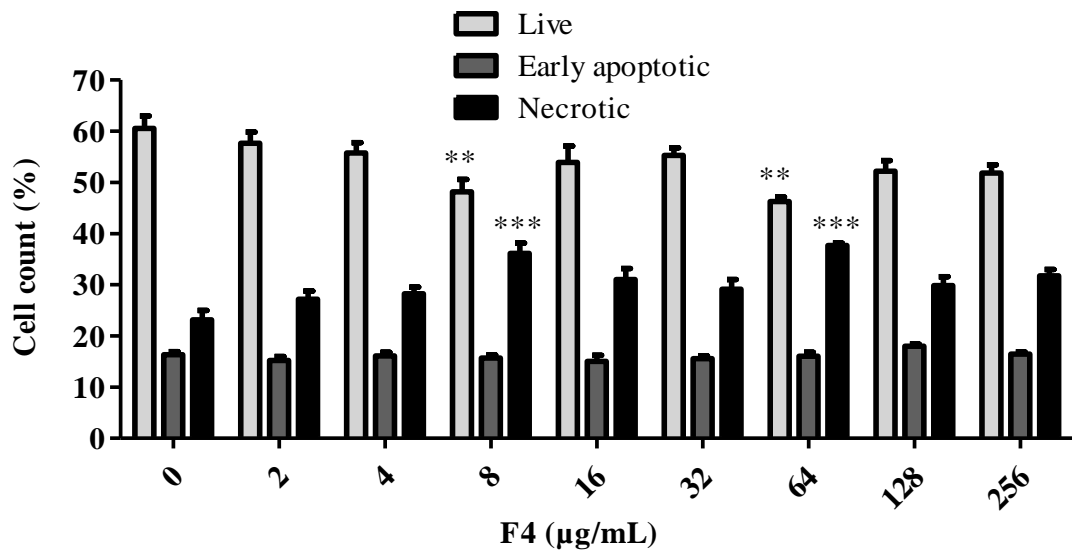 Live
Early apoptotic
Necrotic
Cell count (%)
70
60
50
40
30
20
10
0
**
***
**
***
0 2 4 8 16 32 64 128 256
F4 (µg/mL)